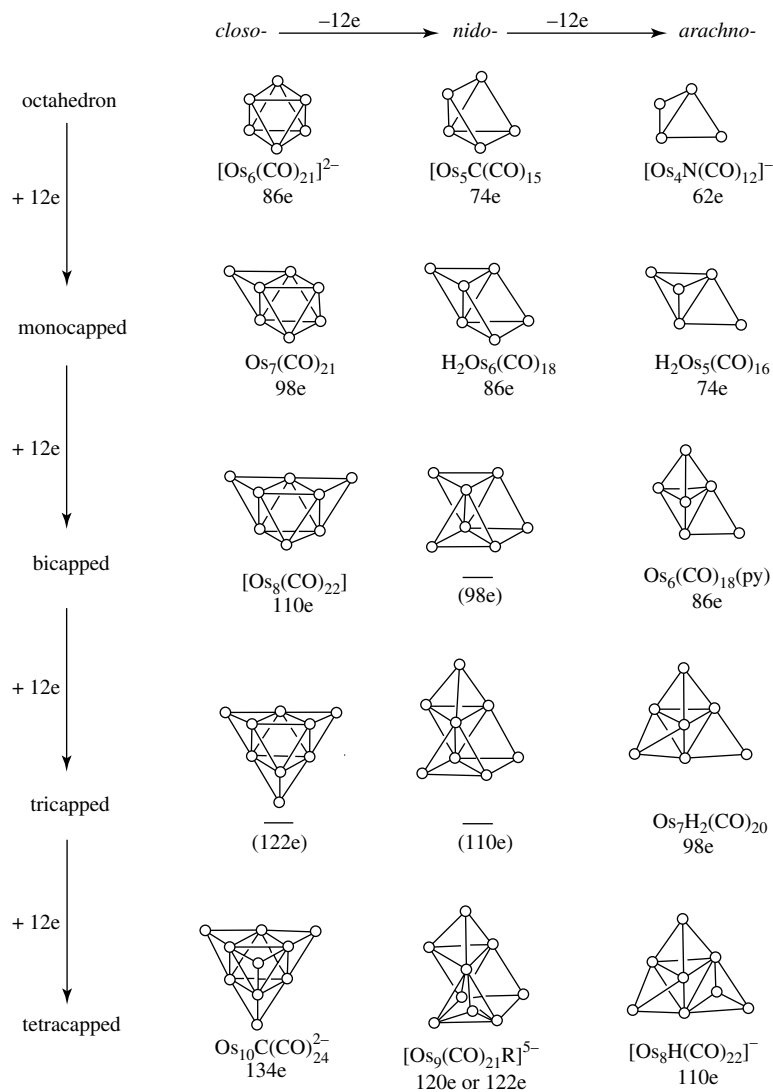 closo- –12e nido- –12e arachno-
octahedron
[Os₆(CO)₂₁]²⁻ [Os₅C(CO)₁₅ [Os₄N(CO)₁₂]⁻
86e 74e 62e
+ 12e
monocapped
Os₇(CO)₂₁ H₂Os₆(CO)₁₈ H₂Os₅(CO)₁₆
98e 86e 74e
+ 12e
bicapped
[Os₈(CO)₂₂] Os₆(CO)₁₈(py)
110e (98e) 86e
+ 12e
tricapped
Os₇H₂(CO)₂₀
(122e) (110e) 98e
+ 12e
tetracapped
Os₁₀C(CO)₂₄²⁻ [Os₉(CO)₂₁R]⁵⁻ [Os₈H(CO)₂₂]⁻
134e 120e or 122e 110e